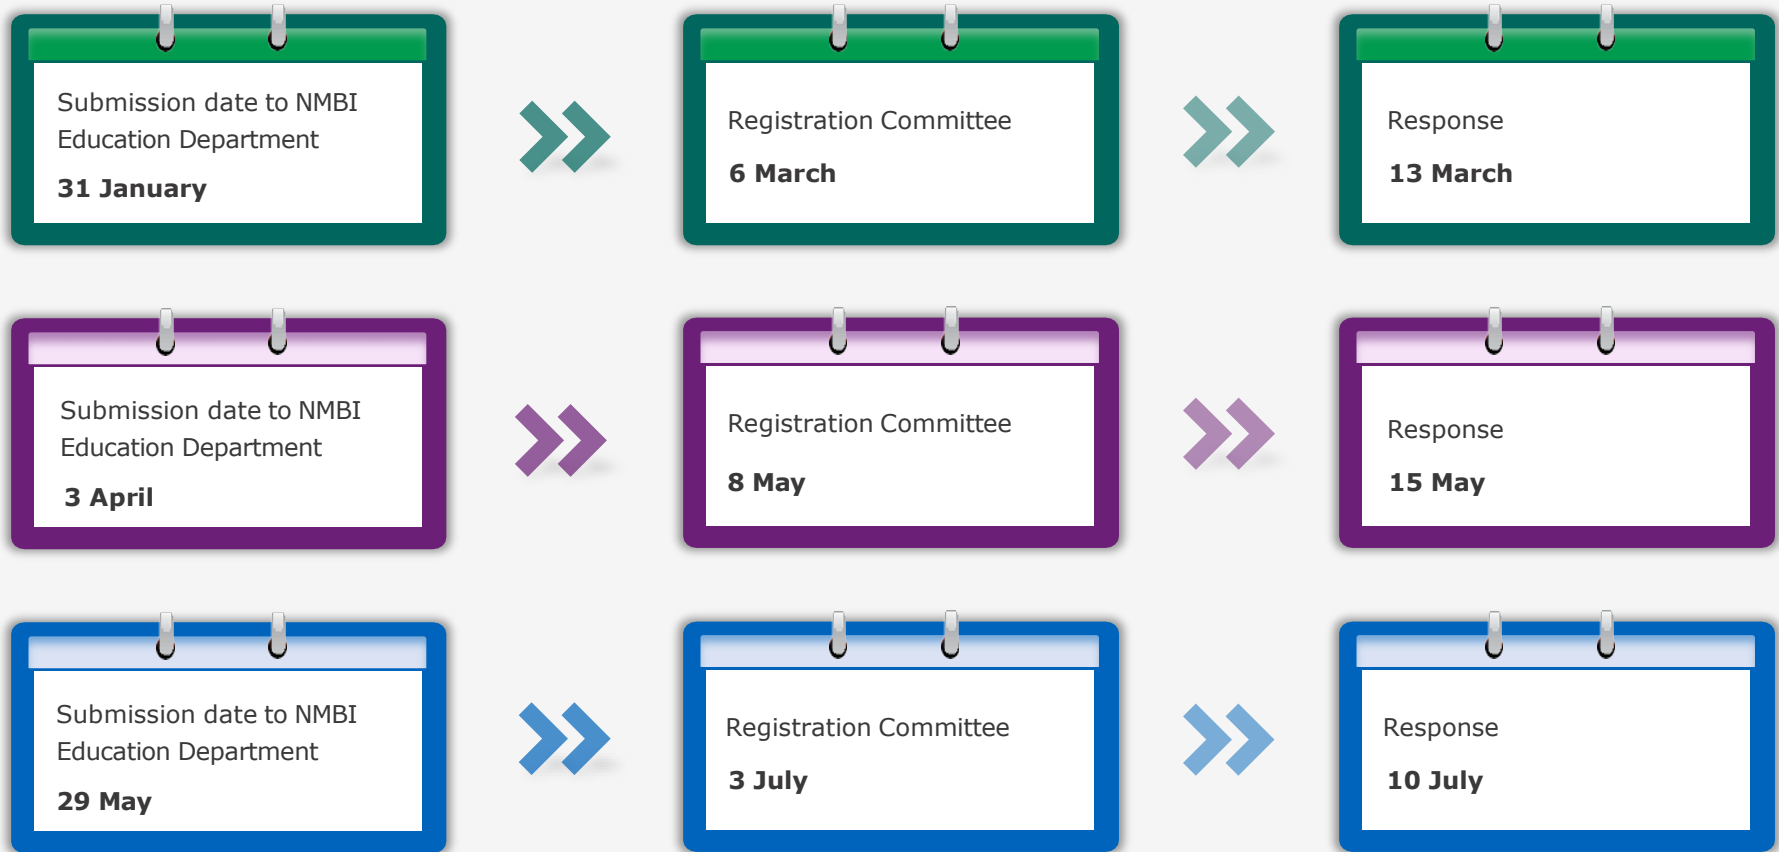 Submission date to NMBI
Education Department
31 January
Registration Committee
6 March
Response
13 March
Submission date to NMBI
Education Department
3 April
Registration Committee
8 May
Response
15 May
Submission date to NMBI
Education Department
29 May
Registration Committee
3 July
Response
10 July